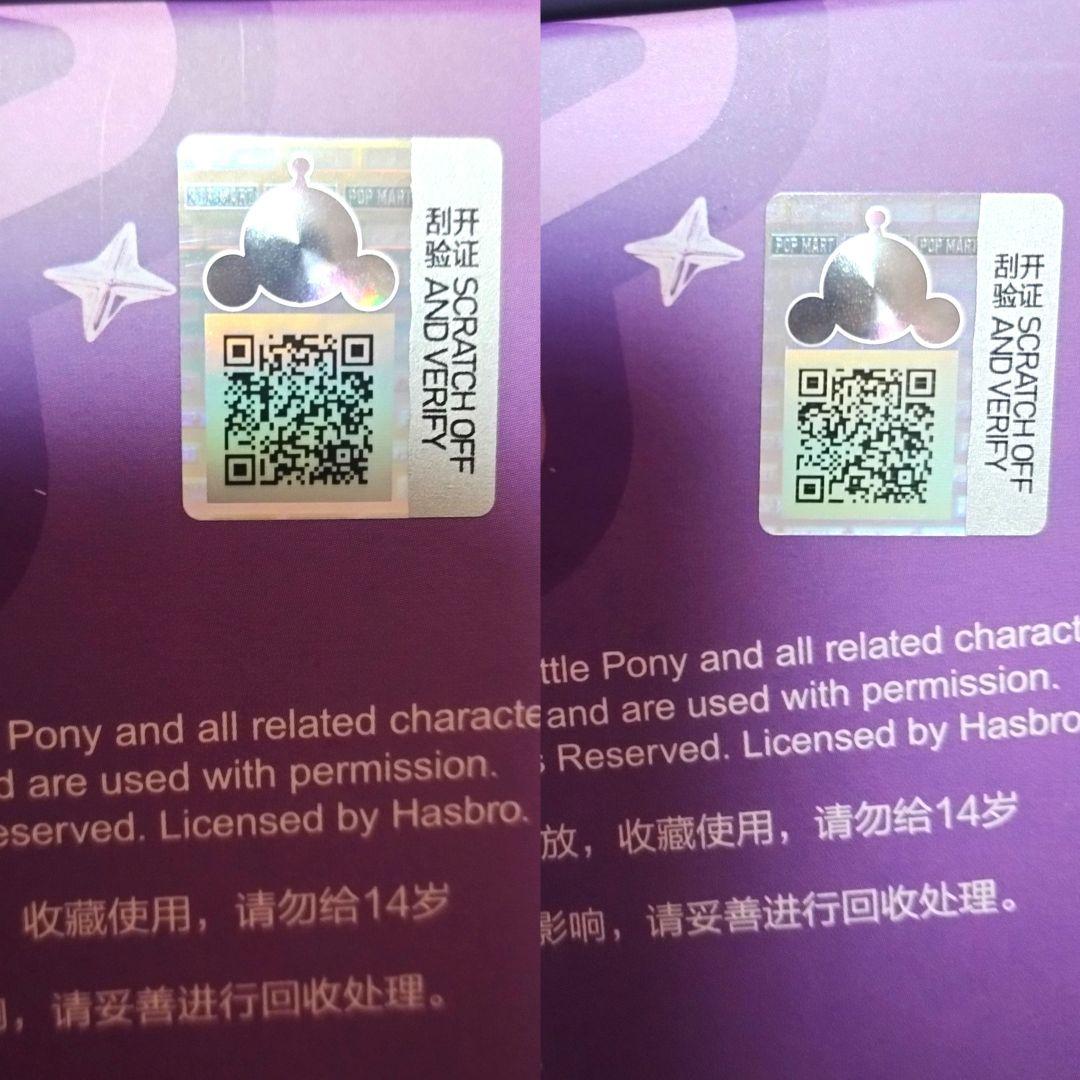 POP MART
刮开
验证
SCRATCH OFF
AND VERIFY
Pony and all related characte
d are used with permission.
eserved. Licensed by Hasbro.
收藏使用，请勿给14岁
，请妥善进行回收处理。
POP MART
POP MART
刮开
验证
SCRATCH OFF
AND VERIFY
ttle Pony and all related charact
and are used with permission.
s Reserved. Licensed by Hasbro
放，收藏使用，请勿给14岁
影响，请妥善进行回收处理。